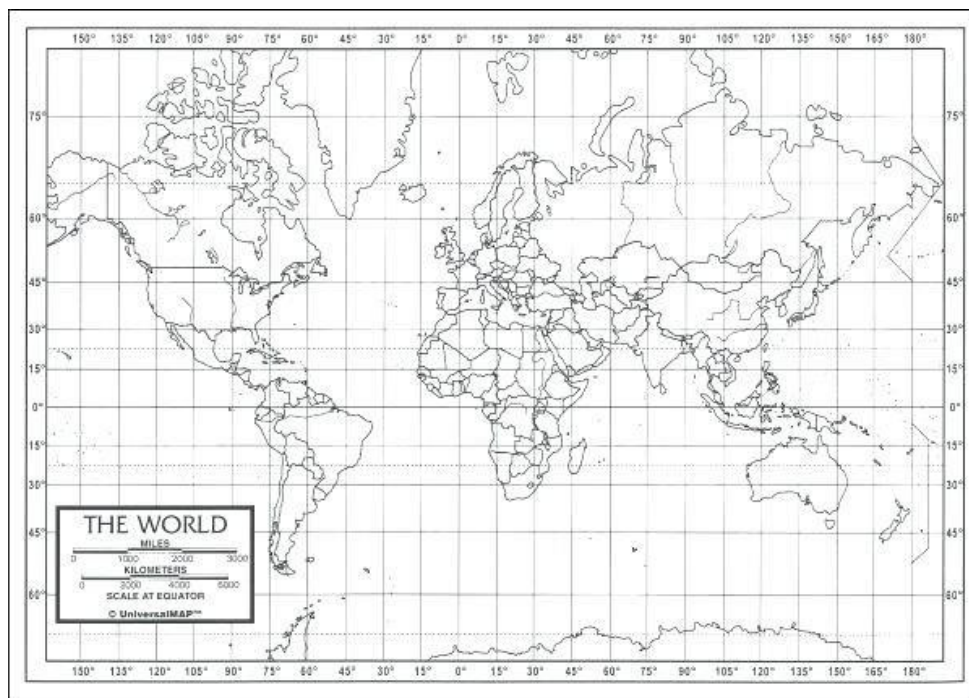 150° 135° 120° 105° 90° 75° 60° 45° 30° 15° 0° 15° 30° 45° 60° 75° 90° 105° 120° 135° 150° 165° 180°
75° 75°
60° 60°
45° 45°
30° 30°
15° 15°
0° 0°
15° 15°
30° 30°
45° 45°
60° 60°
THE WORLD
MILES
0 1000 2000 3000
KILOMETERS
0 3000 4000 5000
SCALE AT EQUATOR
© UniversalMAP™
150° 135° 120° 105° 90° 75° 60° 45° 30° 15° 0° 15° 30° 45° 60° 75° 90° 105° 120° 135° 150° 165° 180°